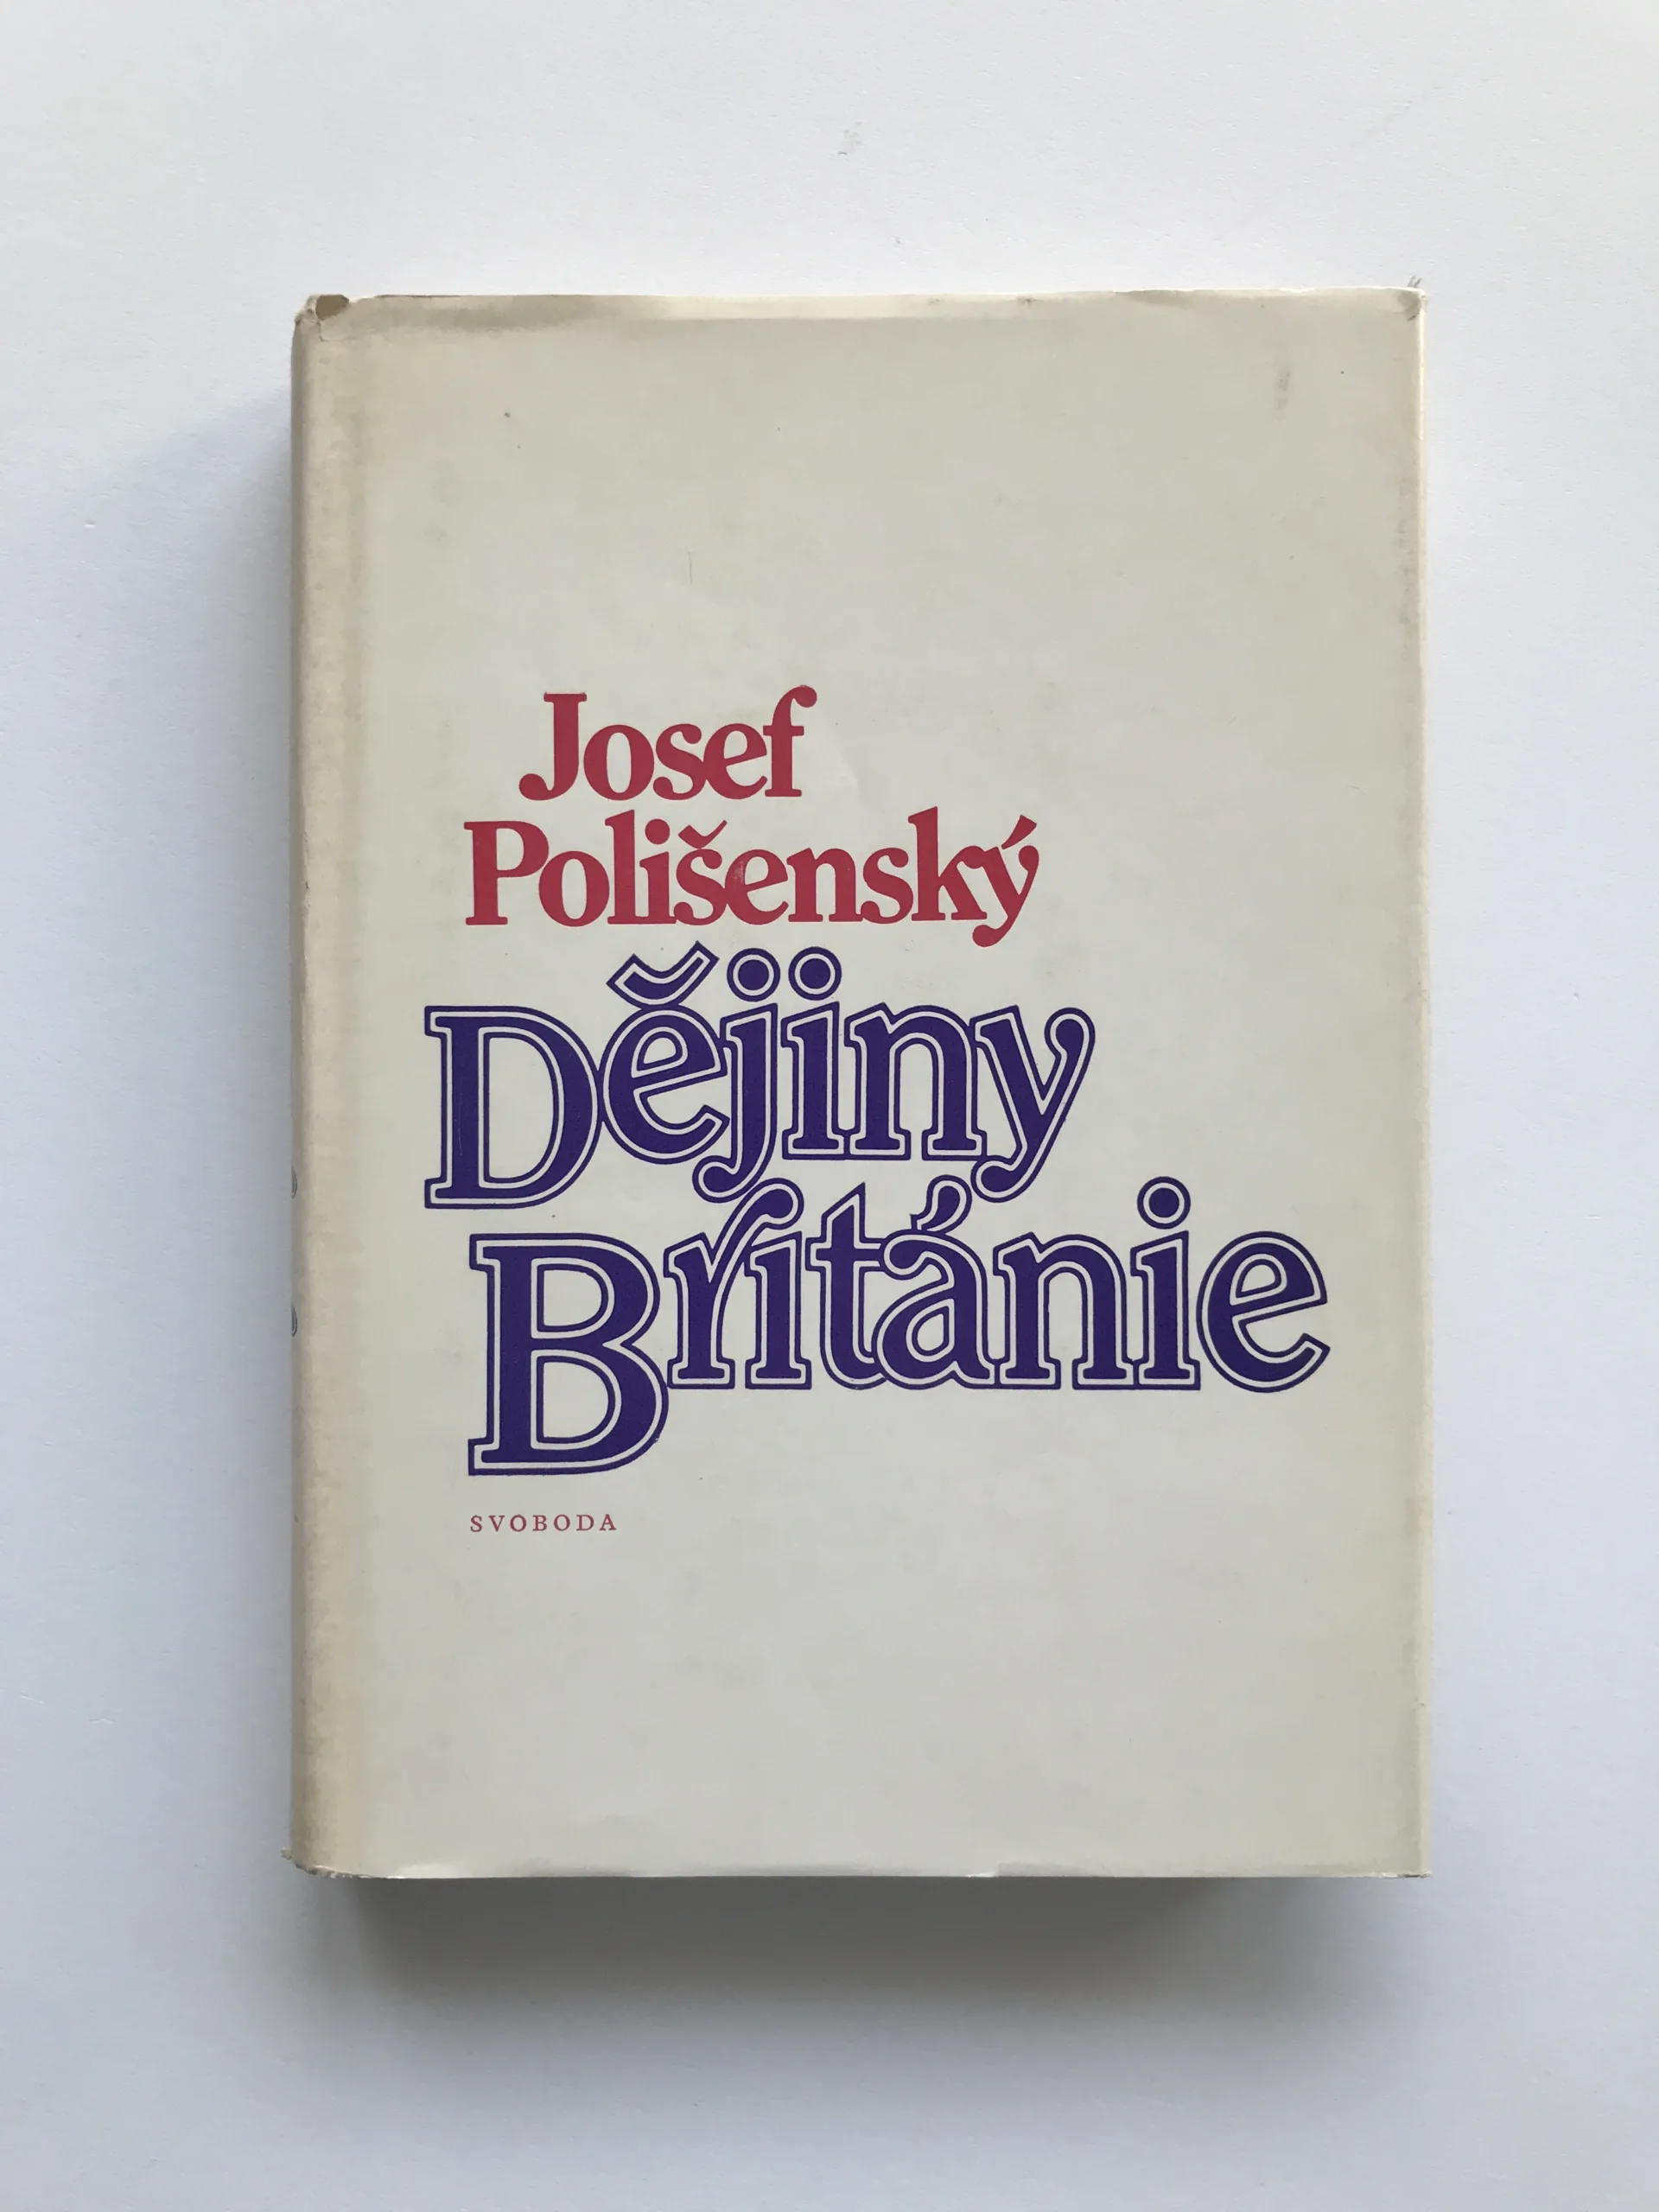 Josef
Polišenský
Dějiny
Británie
SVOBODA